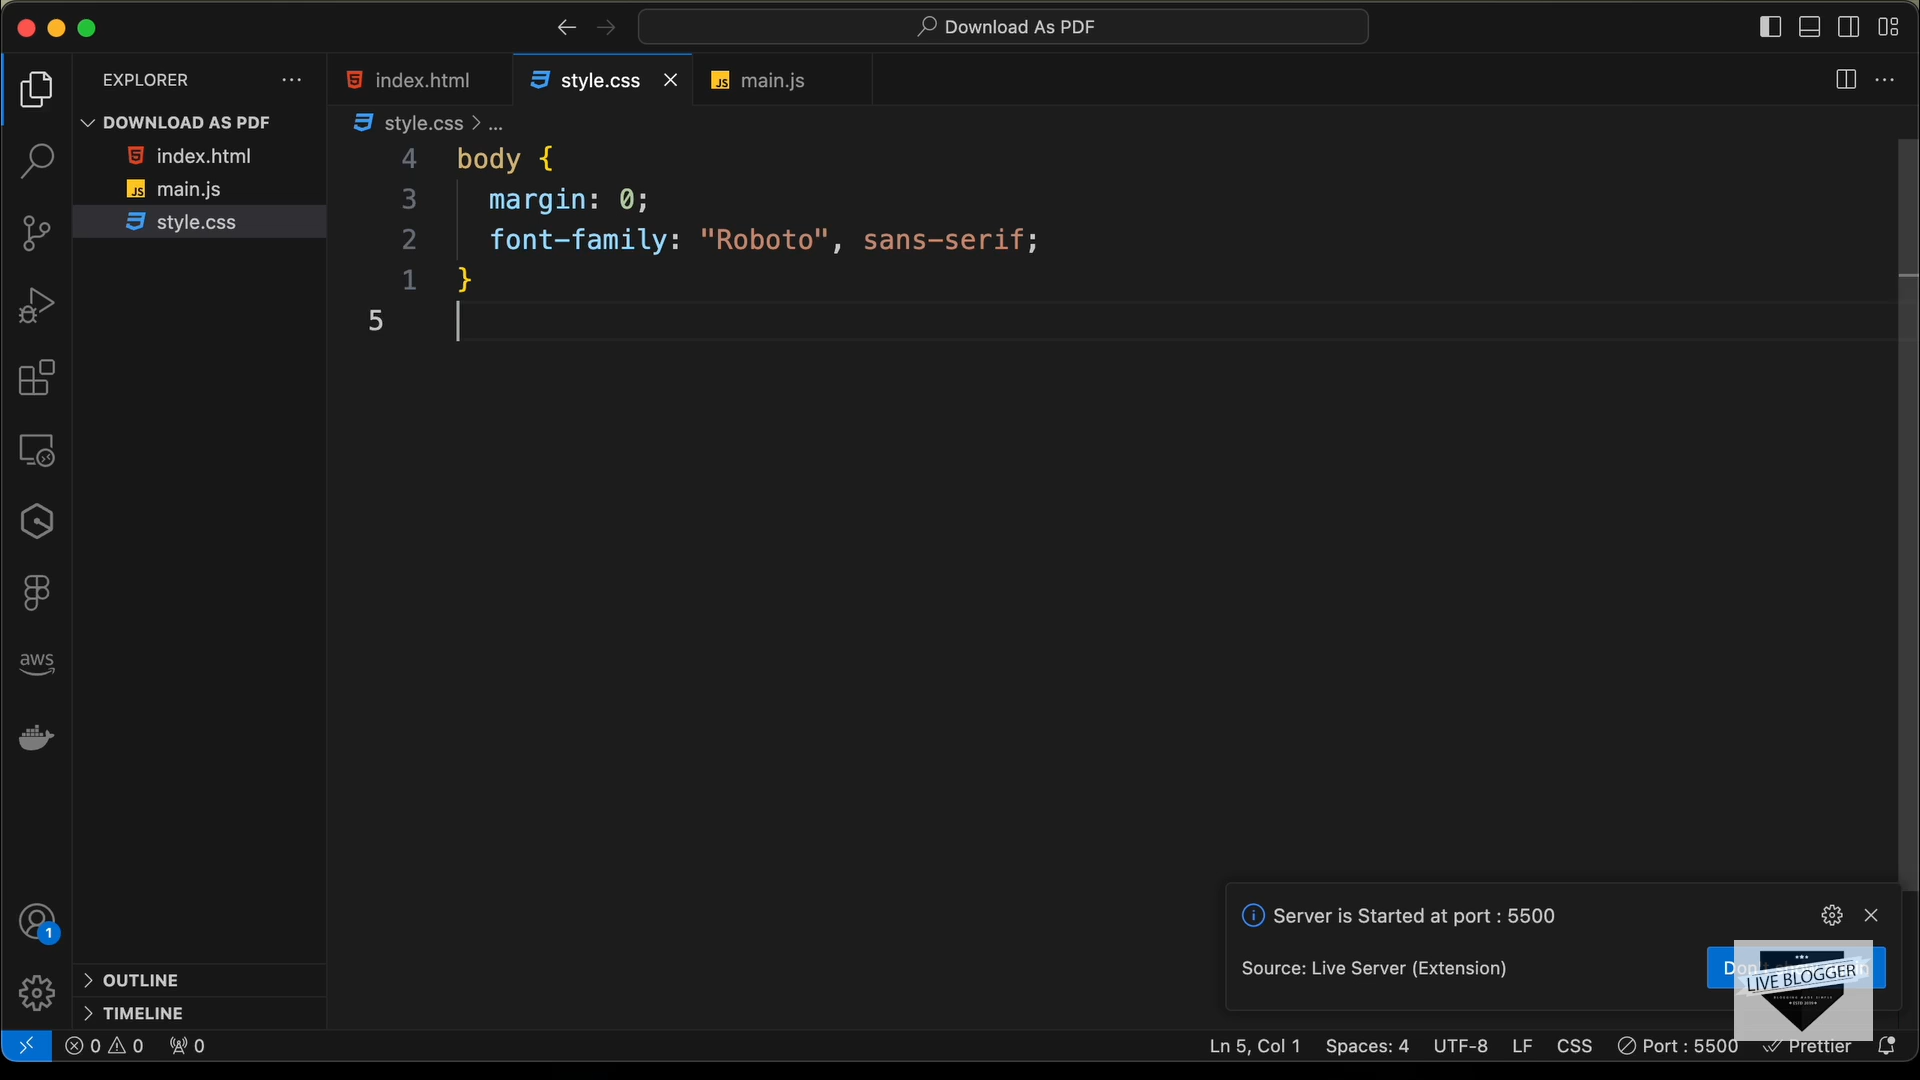 Download As PDF
EXPLORER
index.html
style.css
main.js
DOWNLOAD AS PDF
index.html
main.js
style.css
style.css > ...
4 body {
3 margin: 0;
2 font-family: "Roboto", sans-serif;
1 }
5
aws
1
Server is Started at port : 5500
Source: Live Server (Extension)
LIVE BLOGGER
OUTLINE
TIMELINE
0 0 0
Ln 5, Col 1 Spaces: 4 UTF-8 LF CSS Port : 5500 Prettier